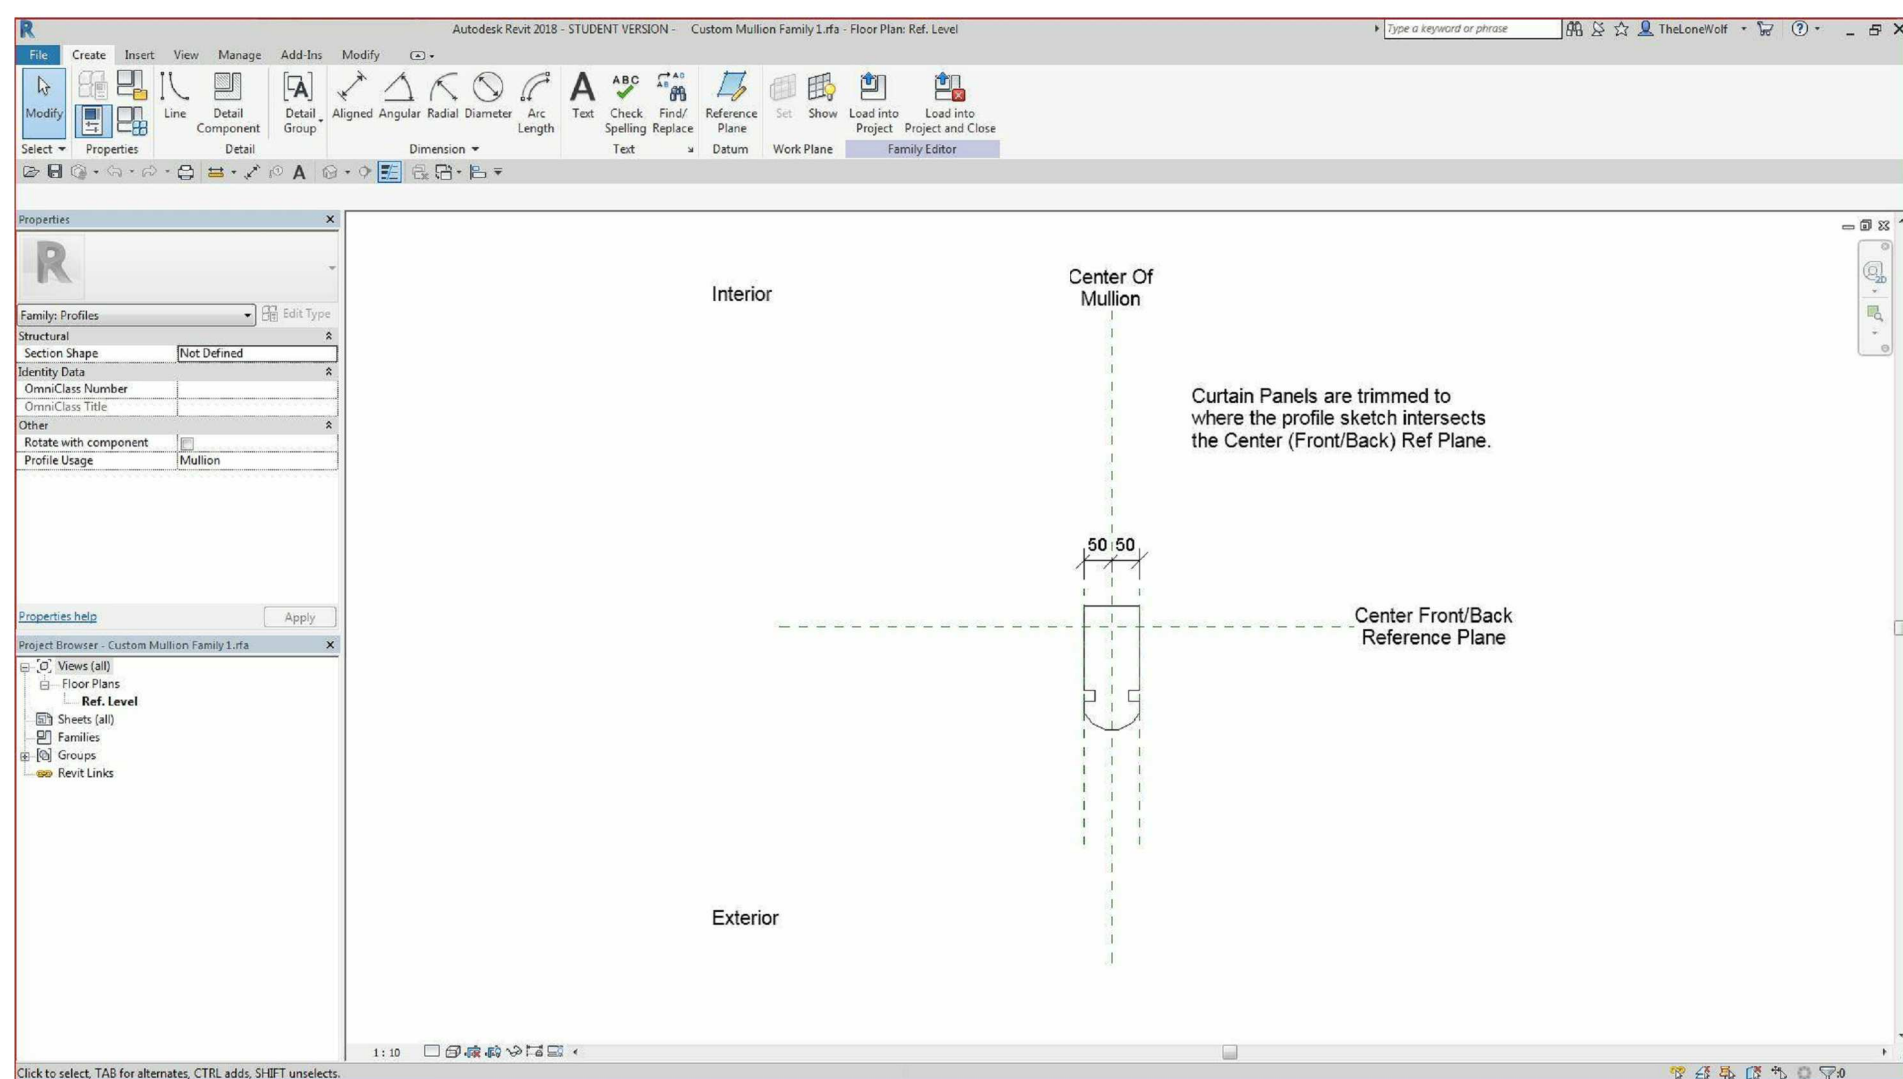 Autodesk Revit 2018 - STUDENT VERSION - Custom Mullion Family 1.rfa - Floor Plan: Ref. Level
Type a keyword or phrase
TheLoneWolf
File Create Insert View Manage Add-Ins Modify
Modify
Line
Detail Component
Detail Group
Aligned Angular Radial Diameter
Arc Length
Text
ABC
Check Spelling
Find/ Replace
Reference Plane
Set Show
Load into Project
Load into Project and Close
Select Properties Detail Dimension Text Datum Work Plane Family Editor
Properties
Family: Profiles
Edit Type
Structural
Section Shape Not Defined
Identity Data
OmniClass Number
OmniClass Title
Other
Rotate with component
Profile Usage Mullion
Properties help
Apply
Project Browser - Custom Mullion Family 1.rfa
Views (all)
Floor Plans
Ref. Level
Sheets (all)
Families
Groups
Revit Links
Interior
Center Of
Mullion
2D
Curtain Panels are trimmed to
where the profile sketch intersects
the Center (Front/Back) Ref Plane.
50 50
Center Front/Back
Reference Plane
Exterior
1 : 10
Click to select, TAB for alternates, CTRL adds, SHIFT unselects.
:0